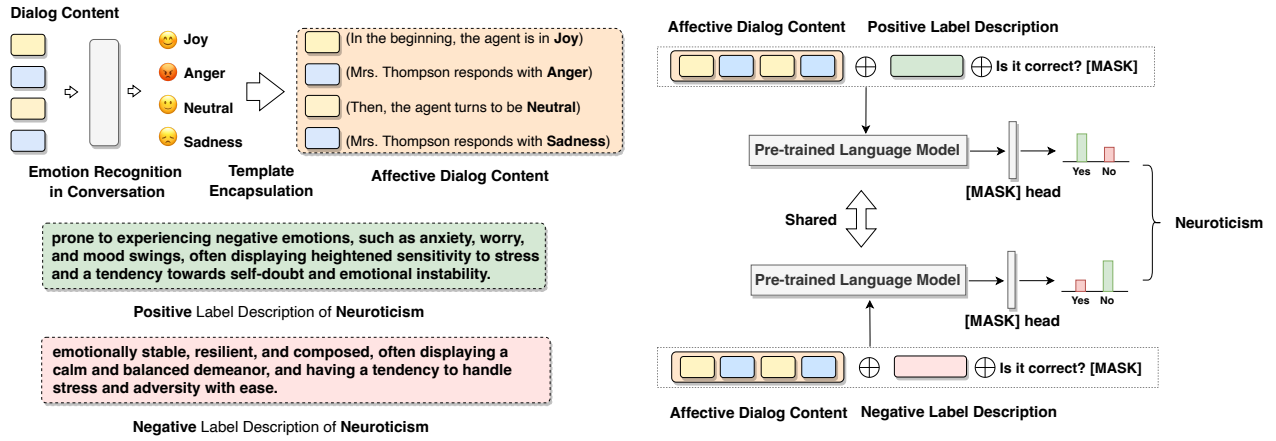 Dialog Content
Joy
Anger
Neutral
Sadness
(In the beginning, the agent is in Joy)
(Mrs. Thompson responds with Anger)
(Then, the agent turns to be Neutral)
(Mrs. Thompson responds with Sadness)
Emotion Recognition
in Conversation
Template
Encapsulation
Affective Dialog Content
prone to experiencing negative emotions, such as anxiety, worry,
and mood swings, often displaying heightened sensitivity to stress
and a tendency towards self-doubt and emotional instability.
Positive Label Description of Neuroticism
emotionally stable, resilient, and composed, often displaying a
calm and balanced demeanor, and having a tendency to handle
stress and adversity with ease.
Negative Label Description of Neuroticism
Affective Dialog Content
Positive Label Description
Is it correct? [MASK]
Pre-trained Language Model
[MASK] head
Yes No
Shared
Neuroticism
Pre-trained Language Model
[MASK] head
Yes No
Is it correct? [MASK]
Affective Dialog Content
Negative Label Description